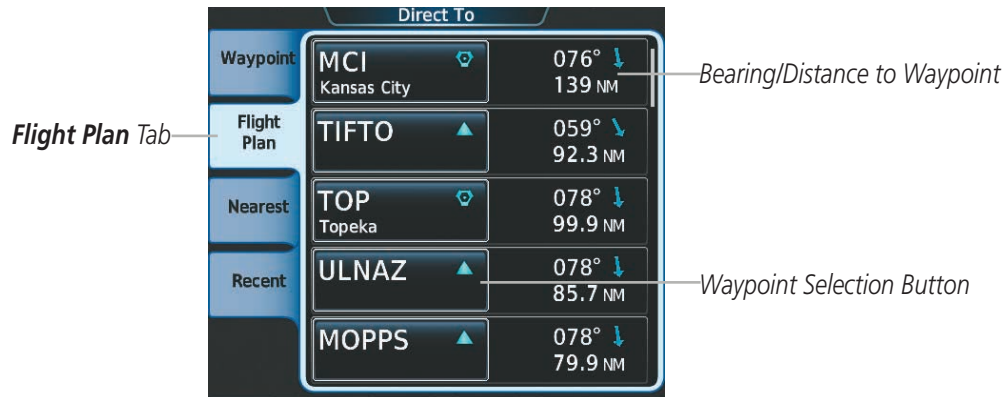 Direct To
Waypoint
Flight
Plan
Nearest
Recent
MCI
Kansas City
076°
139 NM
TIFTO
059°
92.3 NM
TOP
Topeka
078°
99.9 NM
ULNAZ
078°
85.7 NM
MOPPS
078°
79.9 NM
Flight Plan Tab
Bearing/Distance to Waypoint
Waypoint Selection Button